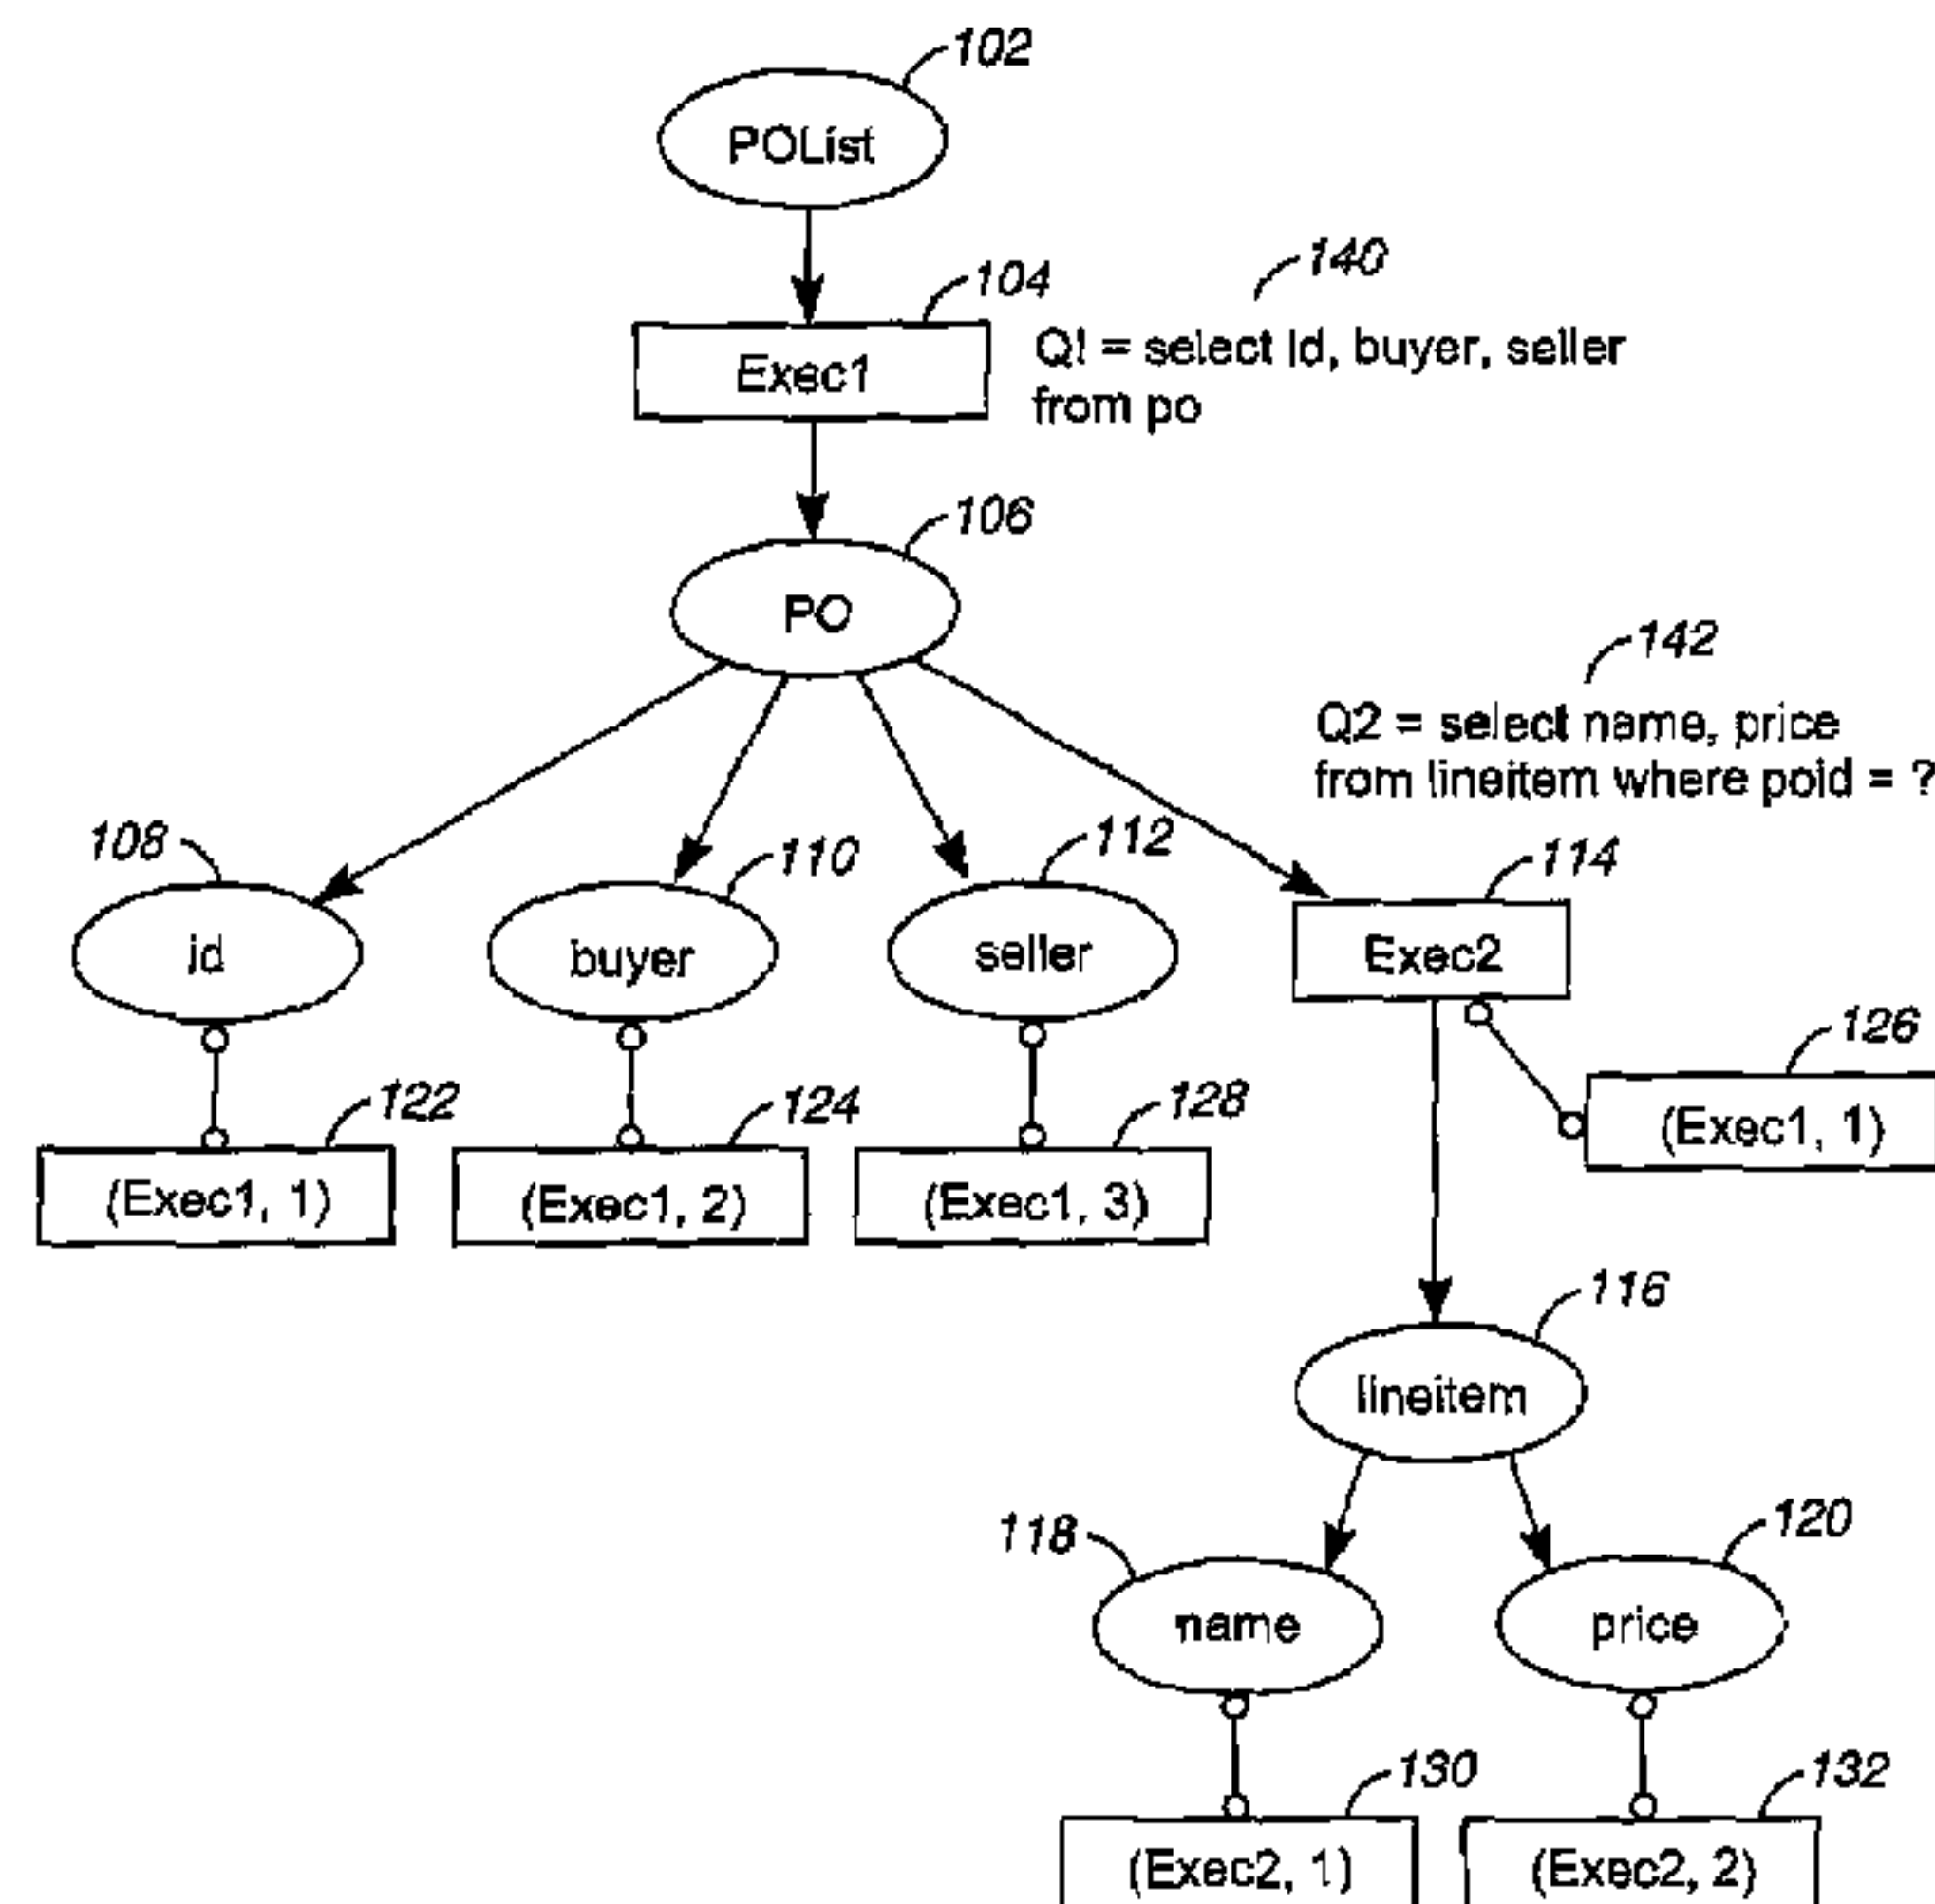 102
POList
140
104
Q! = select id, buyer, seller
Exec1
from po
106
PO
142
Q2 = select name, price
from lineitem where poid = ?
108
110
112
114
id
buyer
seller
Exec2
126
122
124
128
(Exec1, 1)
(Exec1, 1)
(Exec1, 2)
(Exec1, 3)
116
lineitem
118
120
name
price
130
132
(Exec2, 1)
(Exec2, 2)